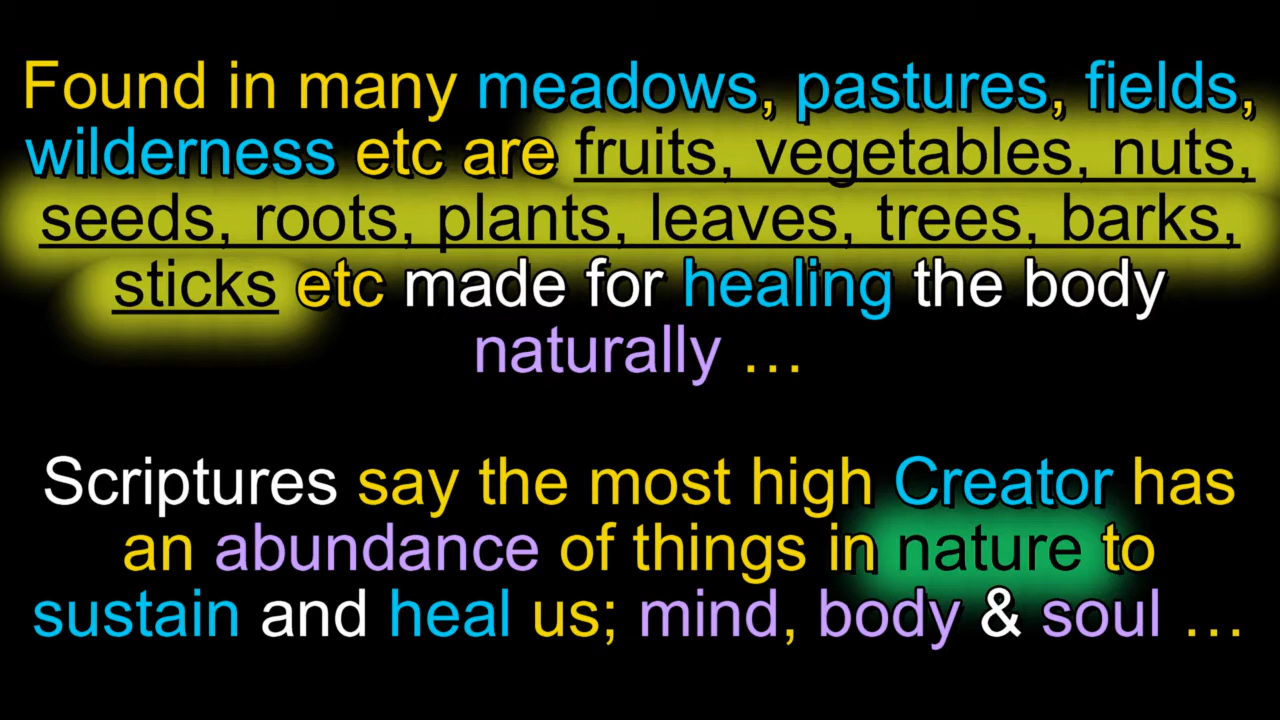 Found in many meadows, pastures, fields,
wilderness etc are fruits, vegetables, nuts,
seeds, roots, plants, leaves, trees, barks,
sticks etc made for healing the body
naturally …
Scriptures say the most high Creator has
an abundance of things in nature to
sustain and heal us; mind, body & soul …